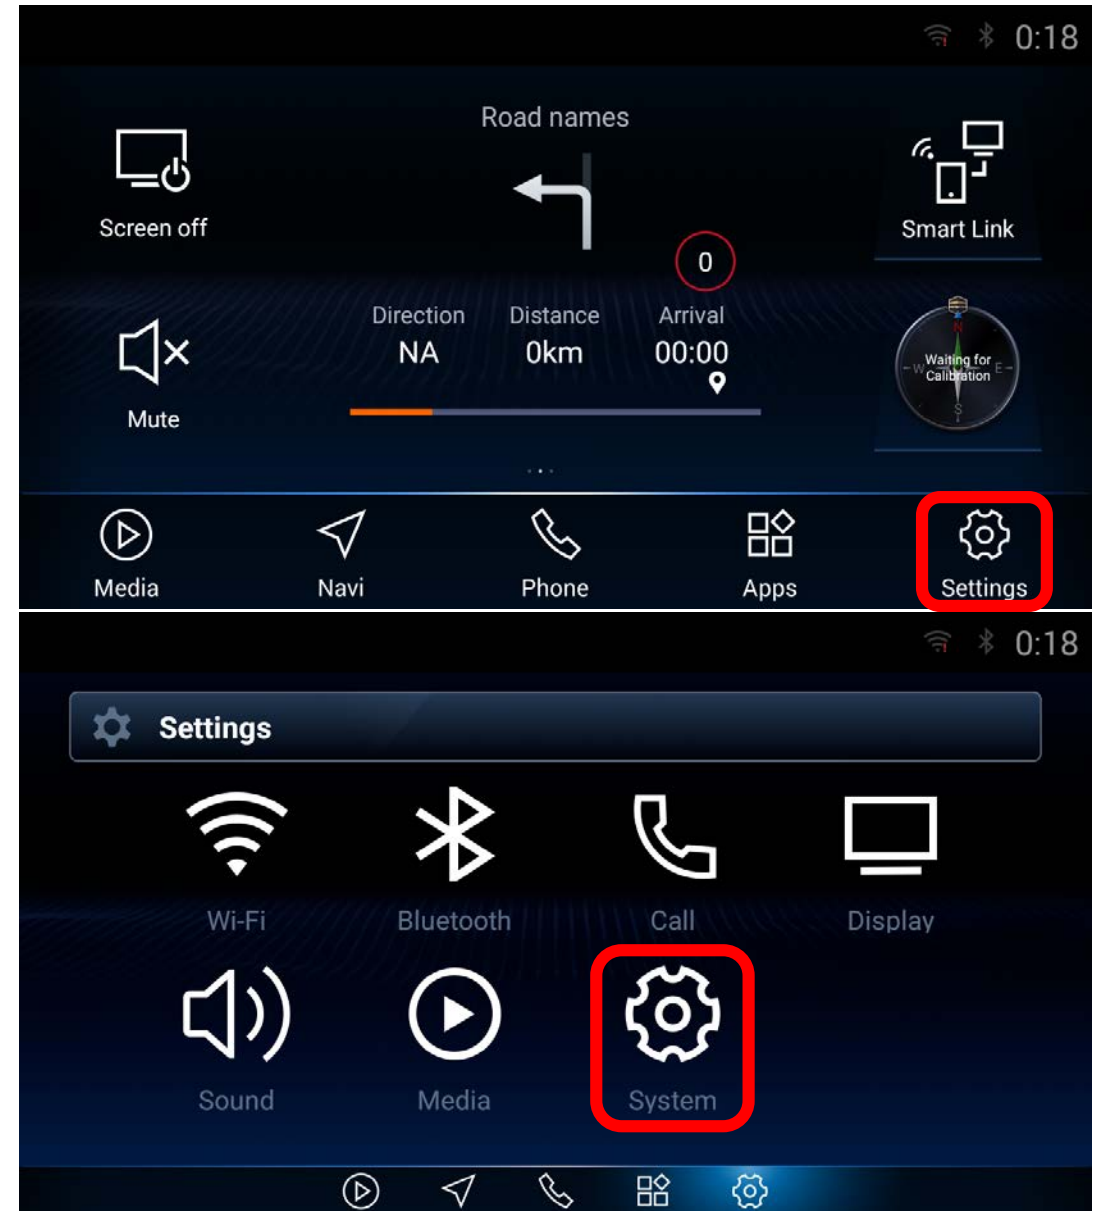 0:18
Road names
Screen off
Smart Link
0
Direction Distance Arrival
NA 0km 00:00
N
Waiting for
W E
Calibration
S
Mute
Media Navi Phone Apps Settings
0:18
Settings
Wi-Fi Bluetooth Call Display
Sound Media System